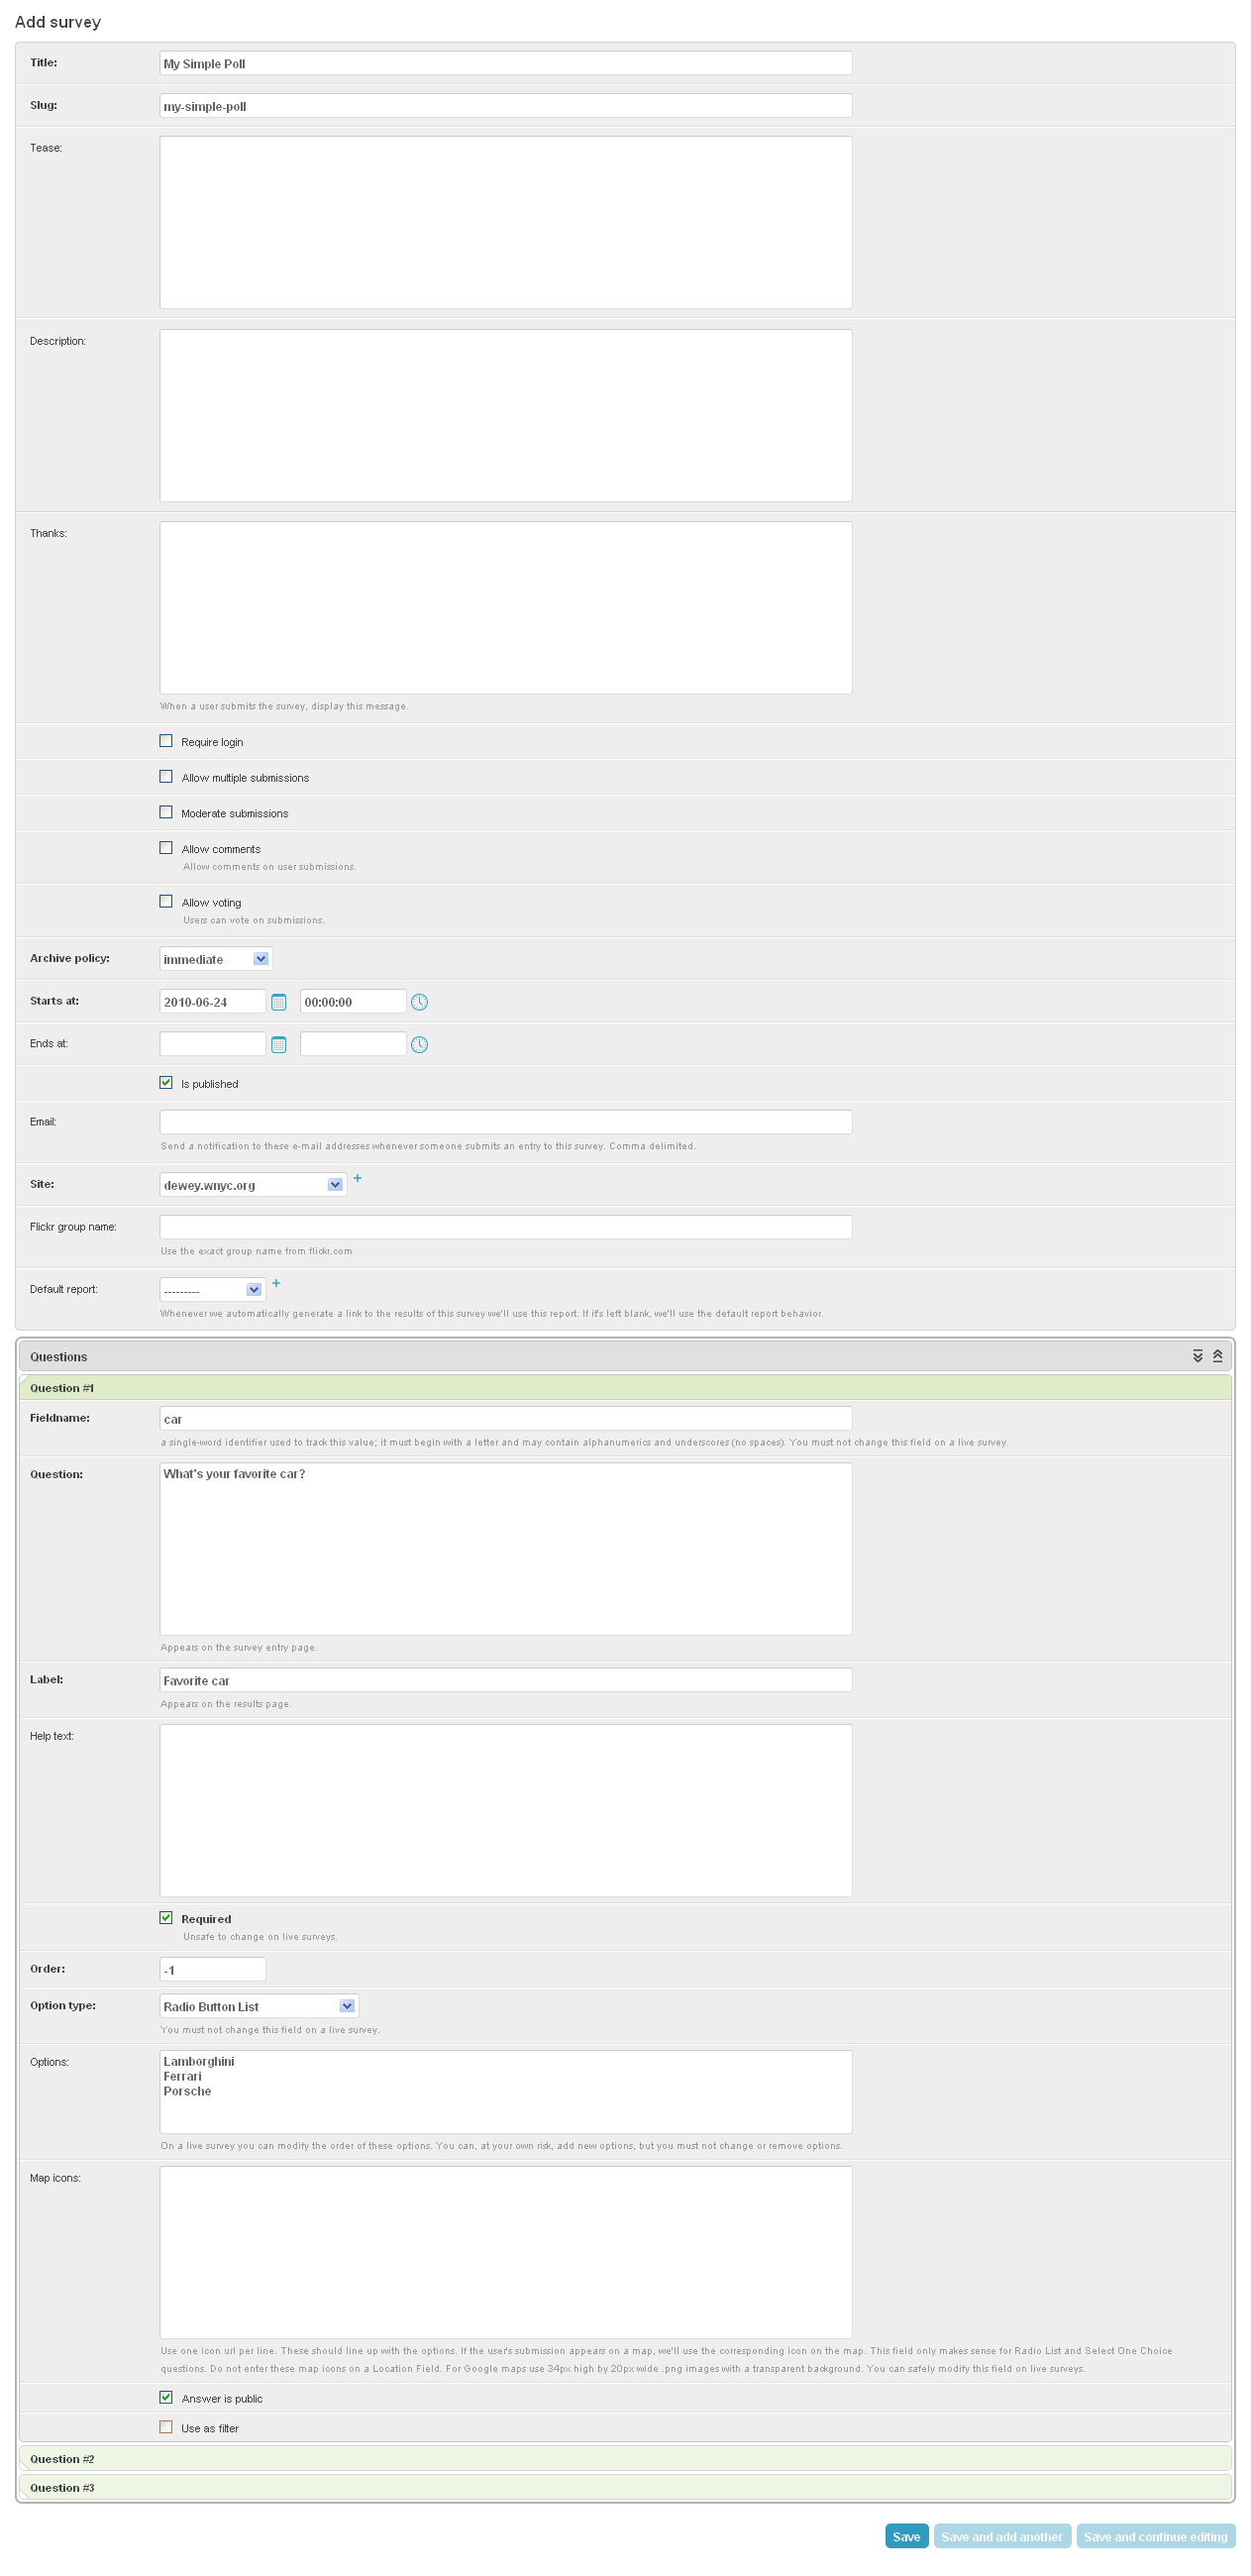 Add survey
Title: My Simple Poll
Slug: my-simple-poll
Tease:
Description:
Thanks:
When a user submits the survey, display this message.
Require login
Allow multiple submissions
Moderate submissions
Allow comments
Allow comments on user submissions.
Allow voting
Users can vote on submissions.
Archive policy: immediate
Starts at: 2010-06-24 00:00:00
Ends at:
Is published
Email:
Send a notification to these e-mail addresses whenever someone submits an entry to this survey. Comma delimited.
Site: dewey.wnyc.org
Flickr group name:
Use the exact group name from flickr.com
Default report: ---------
Whenever we automatically generate a link to the results of this survey we'll use this report. If it's left blank, we'll use the default report behavior.
Questions
Question #1
Fieldname: car
a single-word identifier used to track this value; it must begin with a letter and may contain alphanumerics and underscores (no spaces). You must not change this field on a live survey.
Question: What's your favorite car?
Appears on the survey entry page.
Label: Favorite car
Appears on the results page.
Help text:
Required
Unsafe to change on live surveys.
Order: -1
Option type: Radio Button List
You must not change this field on a live survey.
Options: Lamborghini
Ferrari
Porsche
On a live survey you can modify the order of these options. You can, at your own risk, add new options, but you must not change or remove options.
Map icons:
Use one icon url per line. These should line up with the options. If the user's submission appears on a map, we'll use the corresponding icon on the map. This field only makes sense for Radio List and Select One Choice
questions. Do not enter these map icons on a Location Field. For Google maps use 34px high by 20px wide .png images with a transparent background. You can safely modify this field on live surveys.
Answer is public
Use as filter
Question #2
Question #3
Save Save and add another Save and continue editing